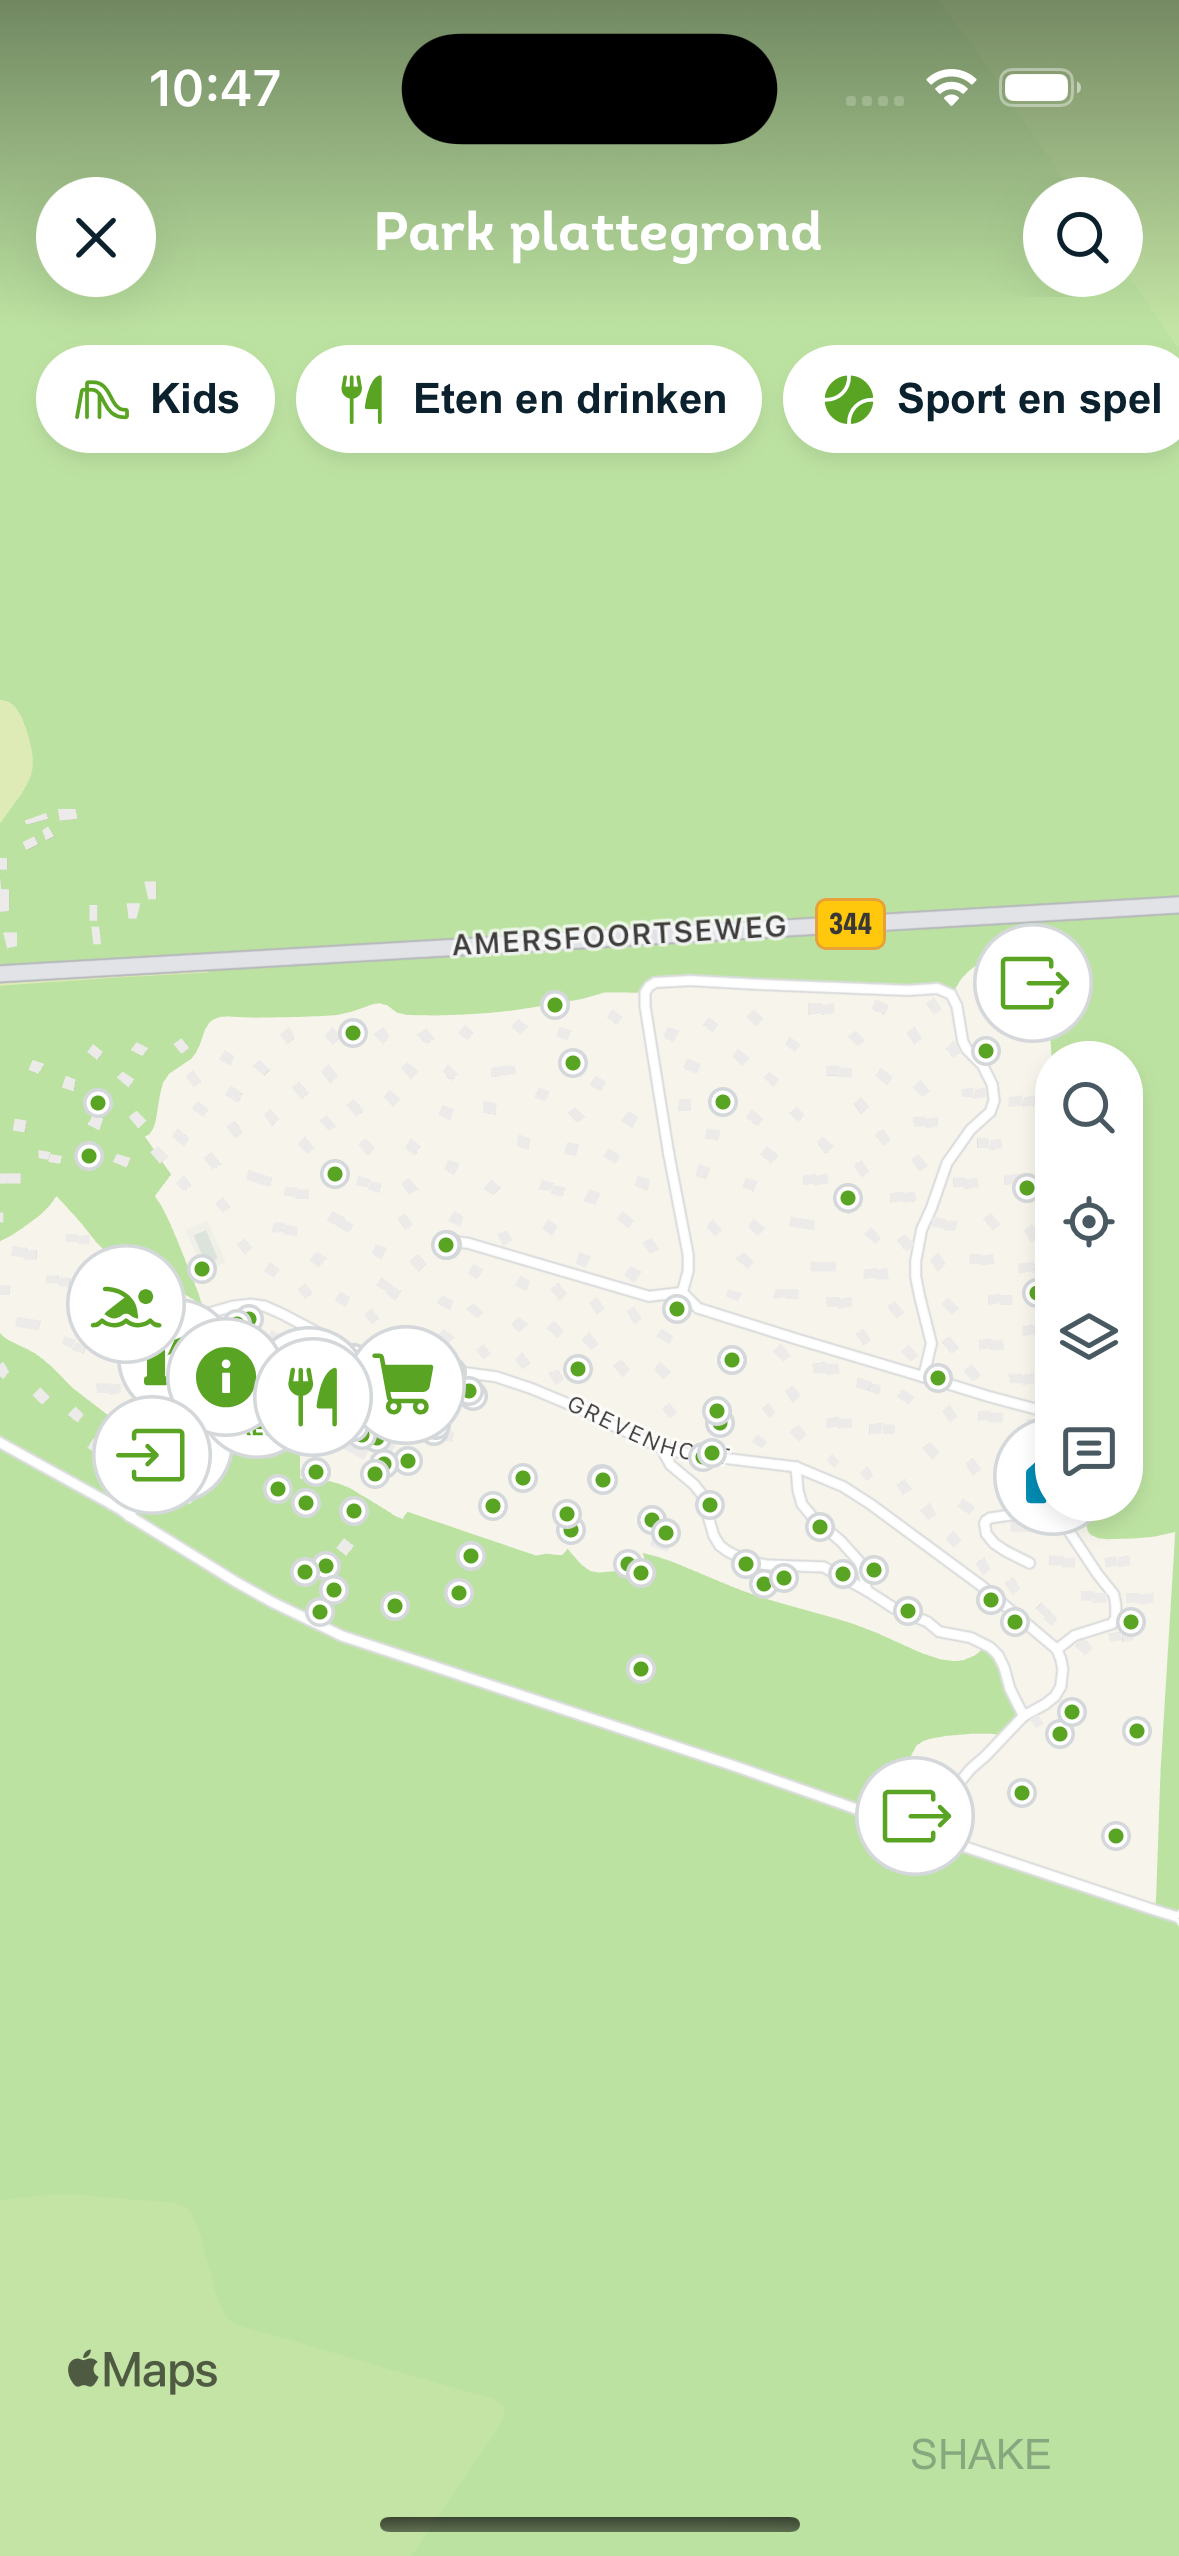 10:47
Park plattegrond
Kids
Eten en drinken
Sport en spel
AMERSFOORTSEWEG
344
Maps
SHAKE